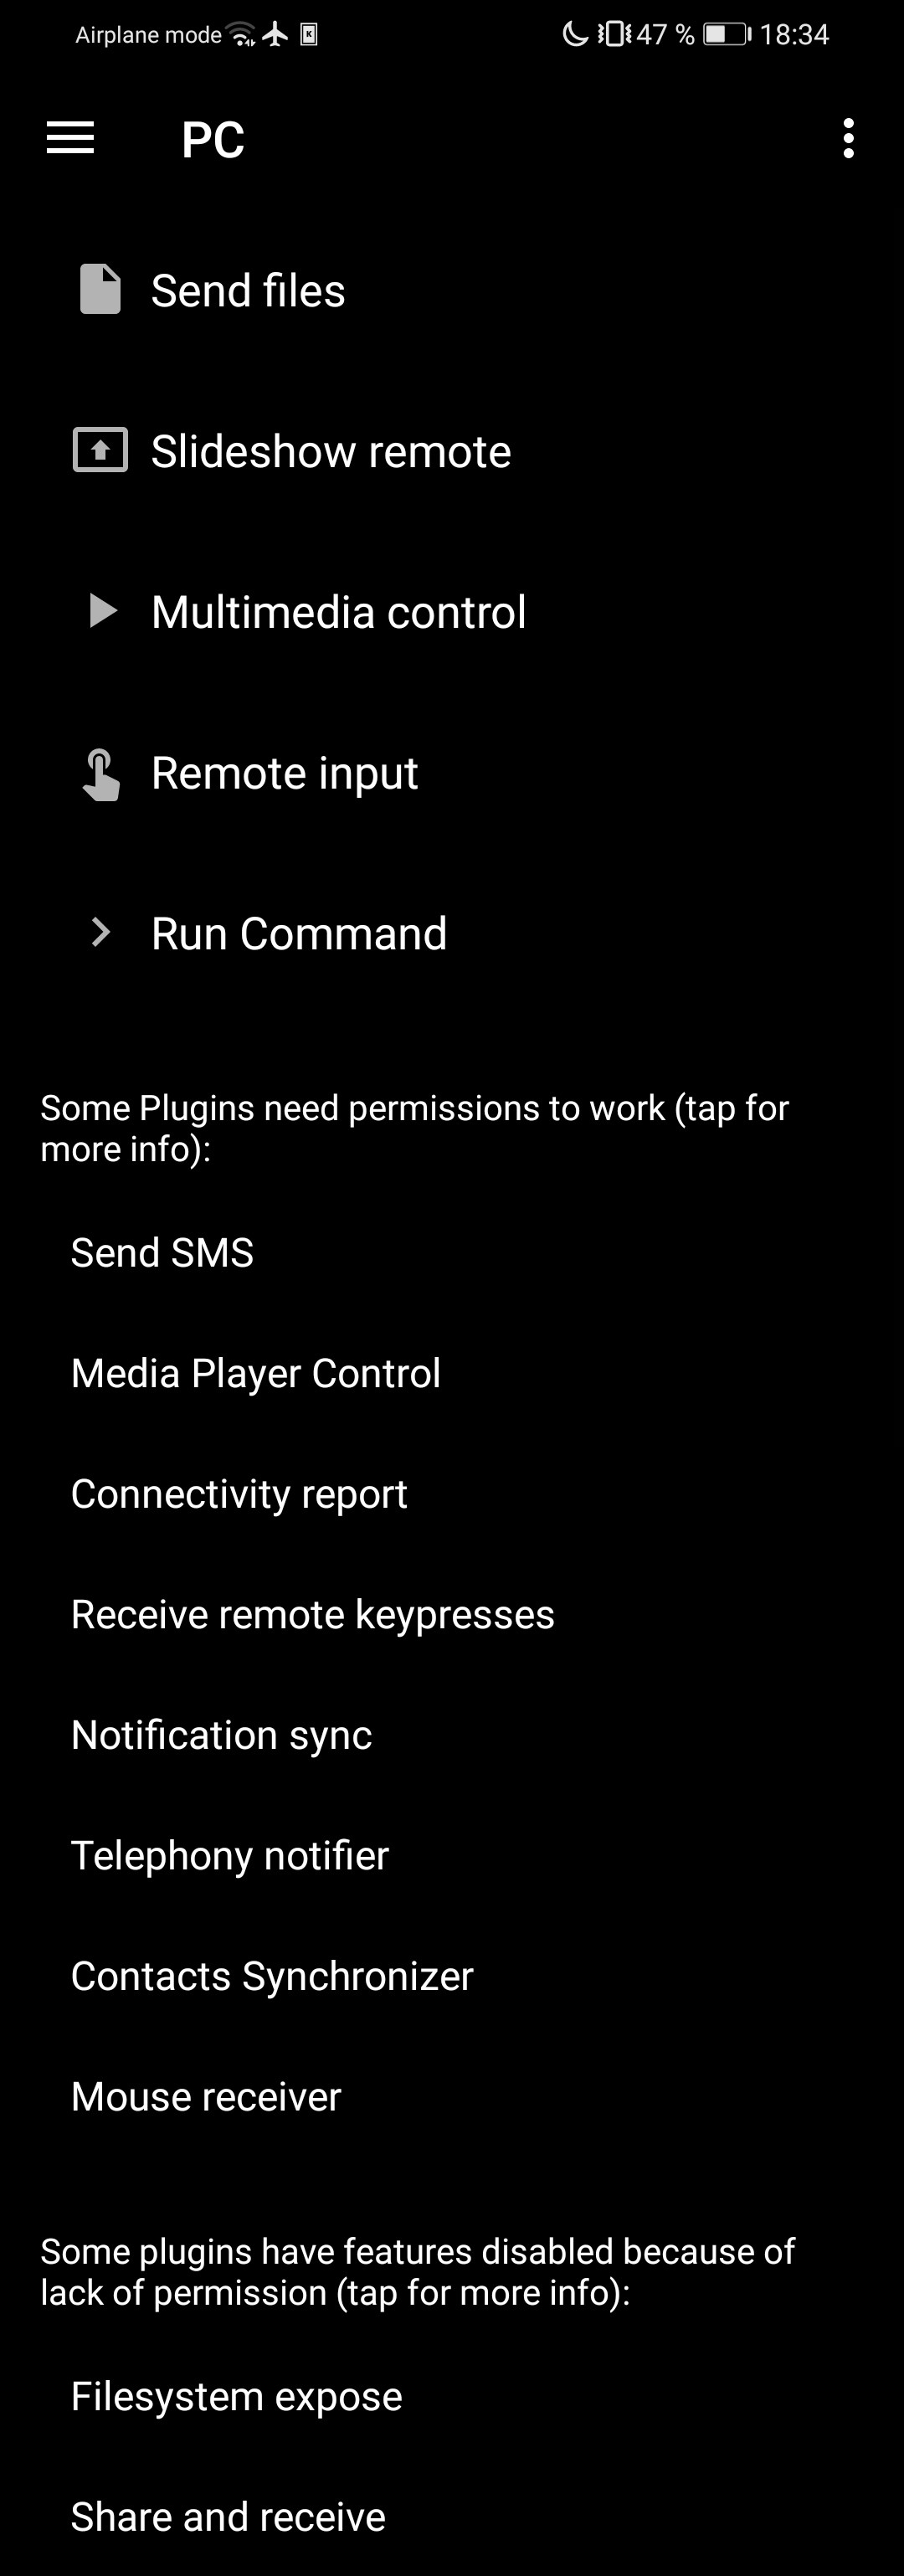 Airplane mode 47 % 18:34
PC
Send files
Slideshow remote
Multimedia control
Remote input
Run Command
Some Plugins need permissions to work (tap for
more info):
Send SMS
Media Player Control
Connectivity report
Receive remote keypresses
Notification sync
Telephony notifier
Contacts Synchronizer
Mouse receiver
Some plugins have features disabled because of
lack of permission (tap for more info):
Filesystem expose
Share and receive